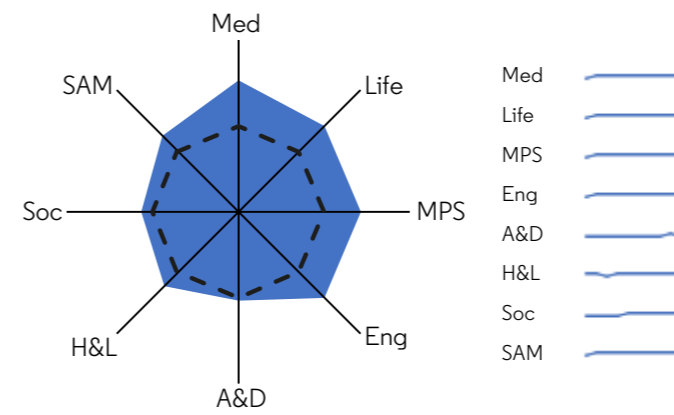 Med
SAM
Life
Soc
MPS
H&L
Eng
A&D
Med
Life
MPS
Eng
A&D
H&L
Soc
SAM